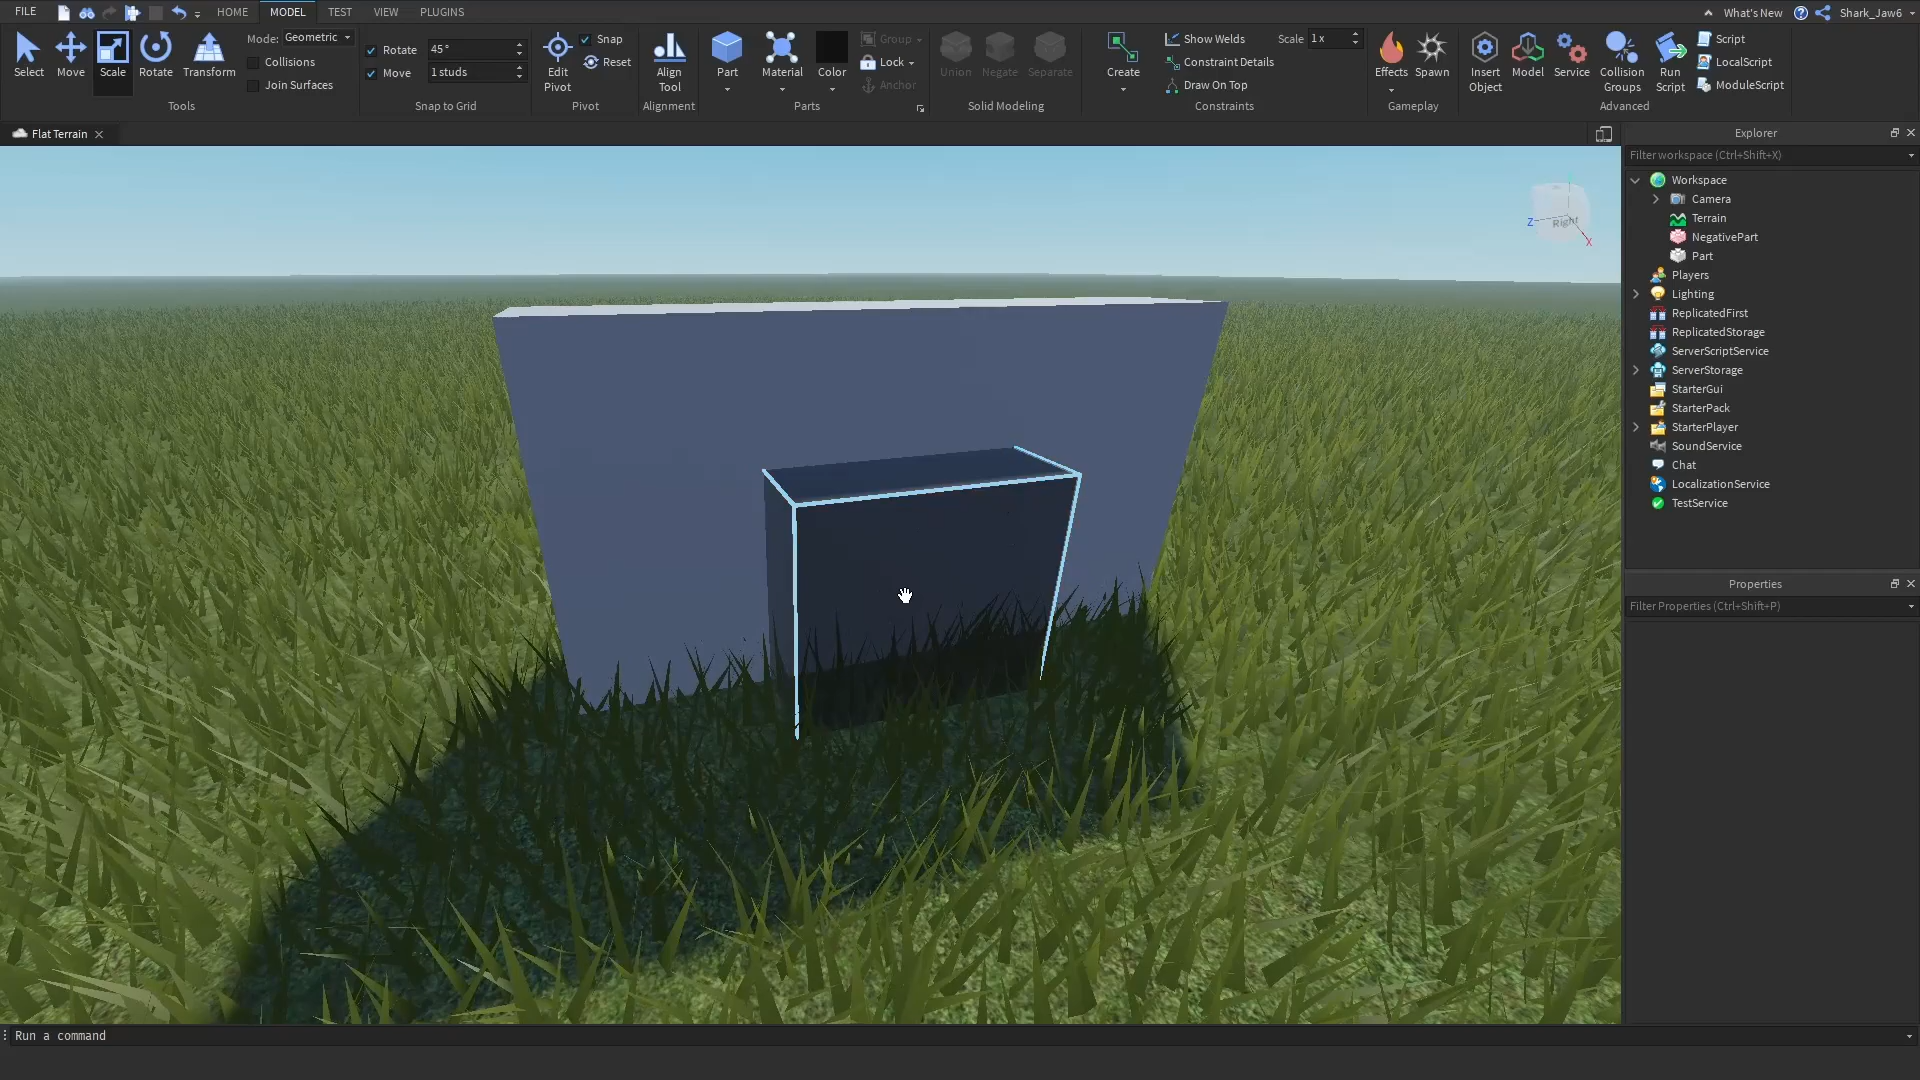 FILE
HOME
MODEL
TEST
VIEW
PLUGINS
What's New
Shark_Jaw6
Select
Move
Scale
Rotate
Transform
Mode: Geometric
Collisions
Join Surfaces
Tools
Rotate 45°
Move 1 studs
Snap to Grid
Edit
Pivot
Snap
Reset
Pivot
Align
Tool
Alignment
Part
Material
Color
Group
Lock
Anchor
Parts
Union
Negate
Separate
Solid Modeling
Create
Show Welds
Constraint Details
Draw On Top
Scale 1x
Constraints
Effects
Spawn
Gameplay
Insert
Object
Model
Service
Collision
Groups
Run
Script
Script
LocalScript
ModuleScript
Advanced
Flat Terrain
Right
Z
X
Explorer
Filter workspace (Ctrl+Shift+X)
Workspace
Camera
Terrain
NegativePart
Part
Players
Lighting
ReplicatedFirst
ReplicatedStorage
ServerScriptService
ServerStorage
StarterGui
StarterPack
StarterPlayer
SoundService
Chat
LocalizationService
TestService
Properties
Filter Properties (Ctrl+Shift+P)
Run a command